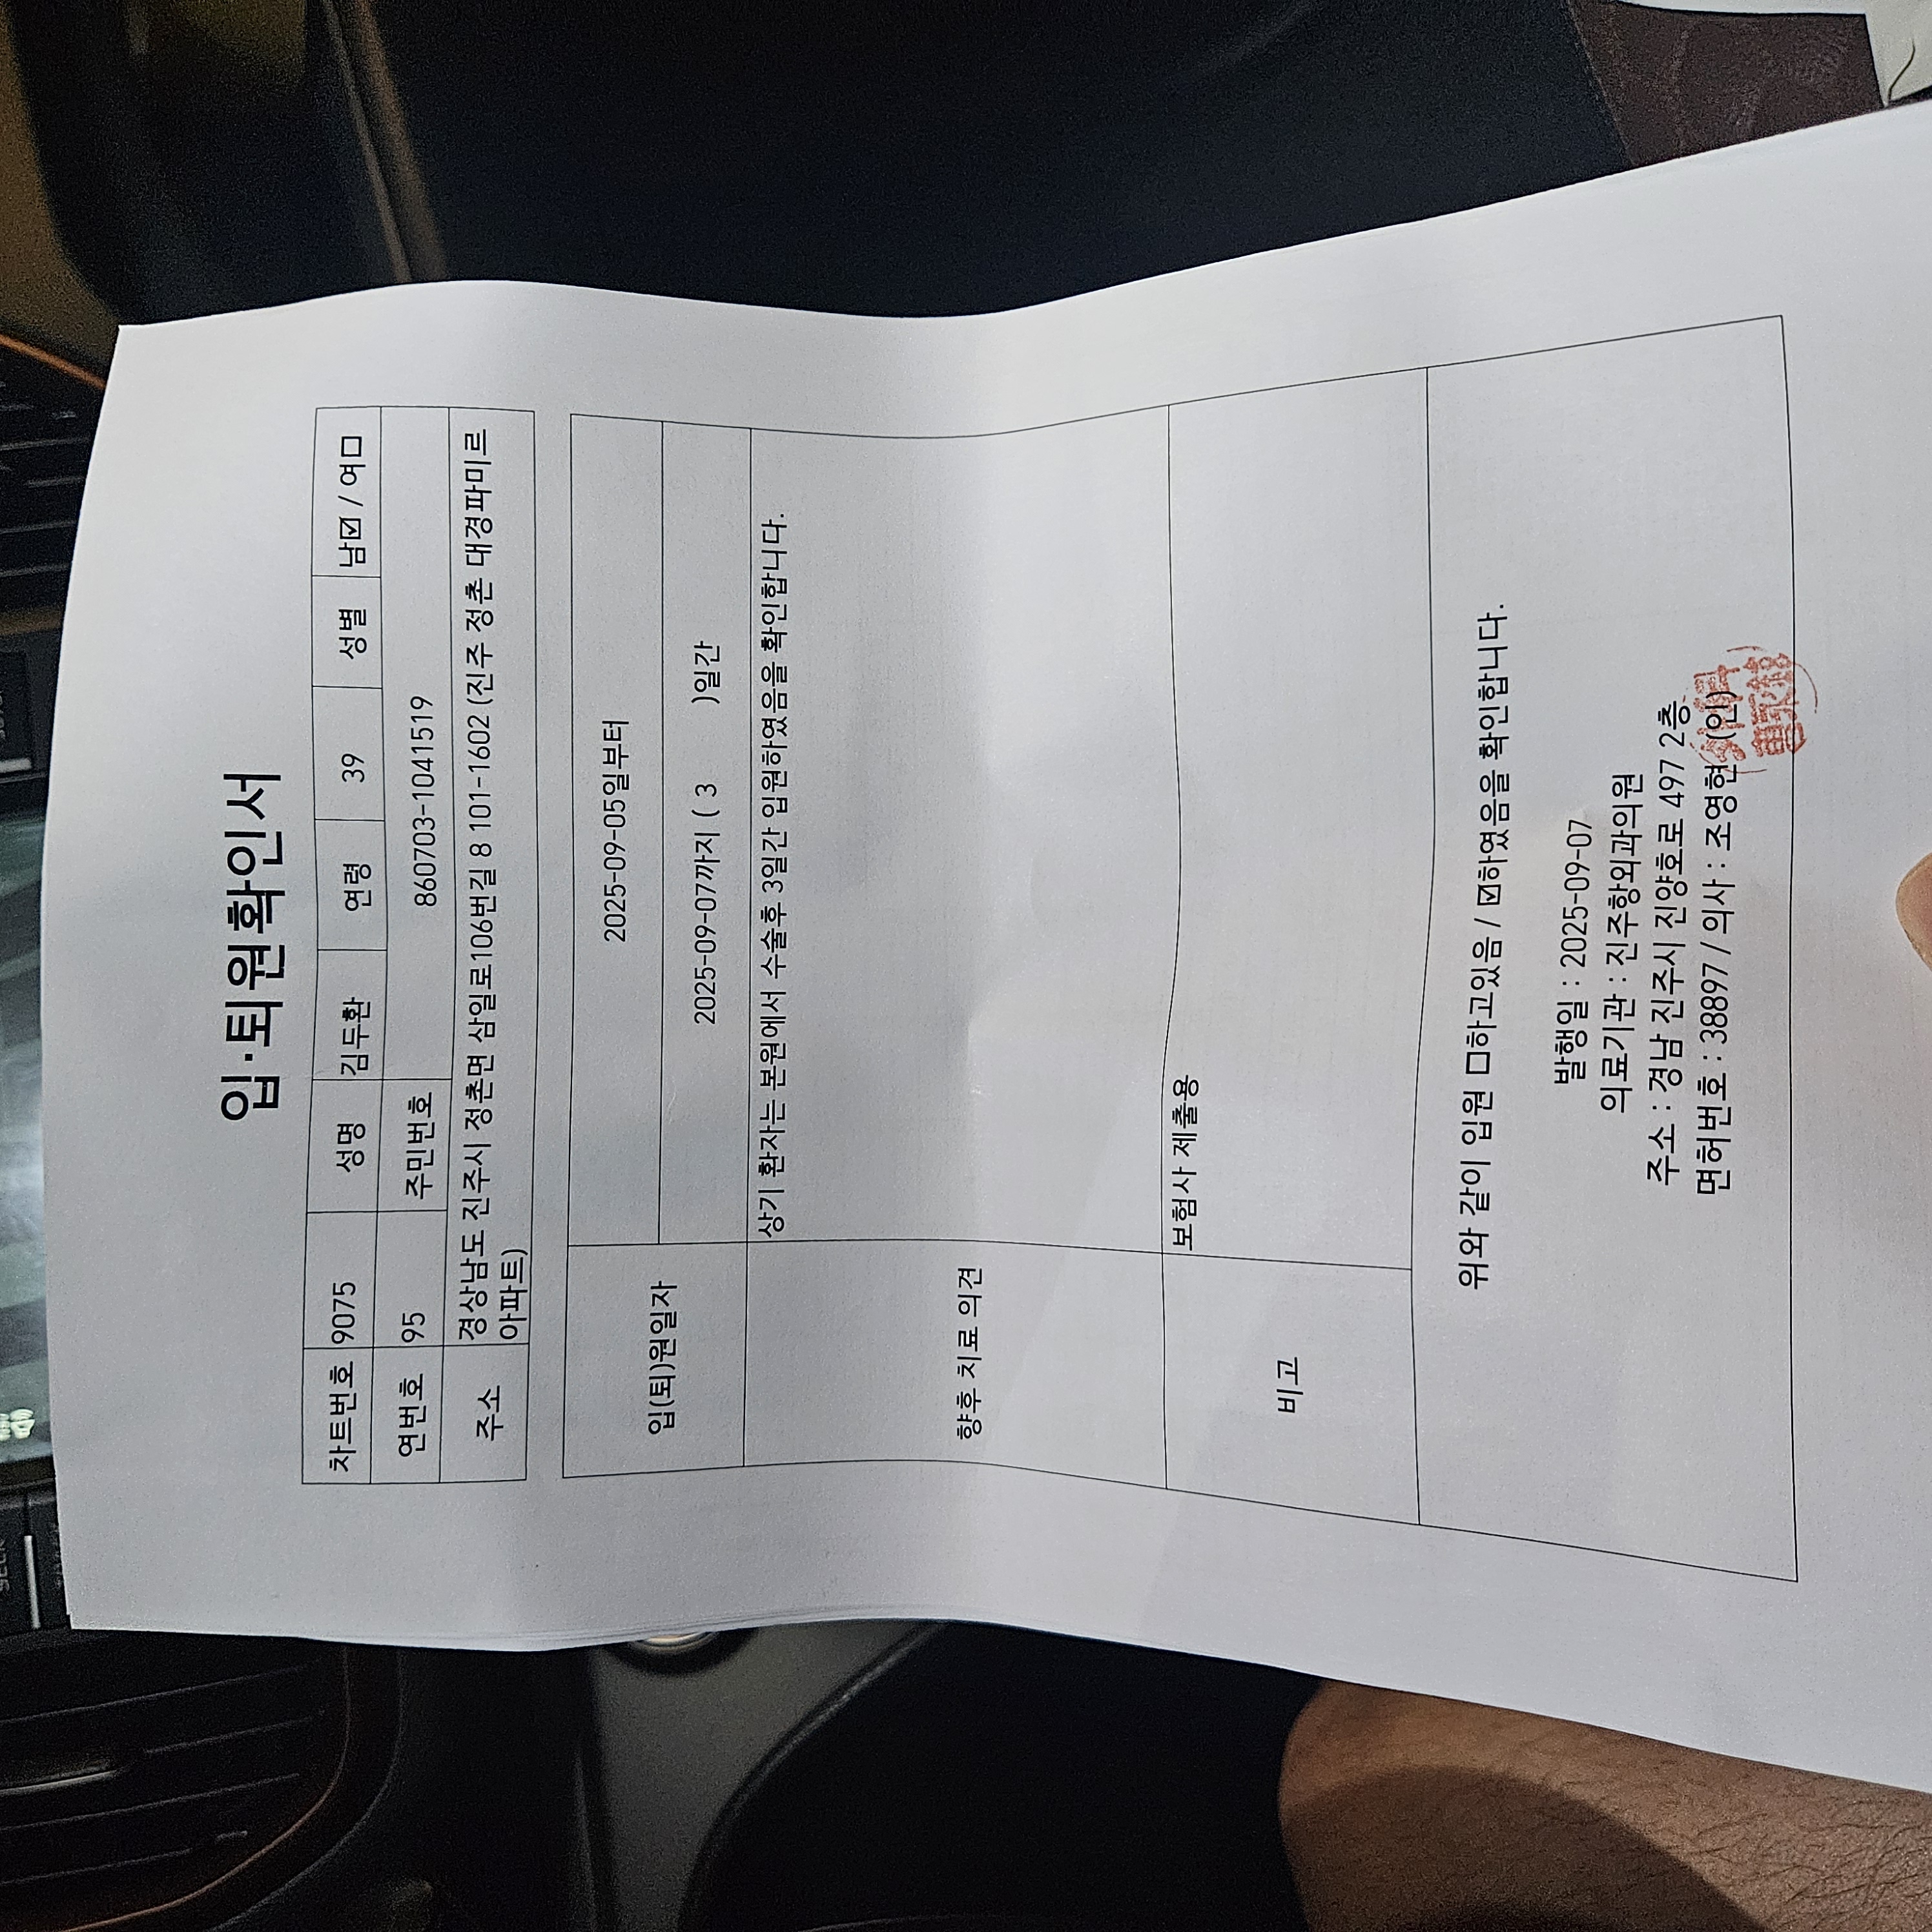 입·퇴원확인서
차트번호 9075 성명 김두환 연령 39 성별 남☑ / 여□
연번호 95 주민번호 860703-1041519
주소 경상남도 진주시 정촌면 삼일로106번길 8 101-1602 (진주 정촌 대경파미르
아파트)
입(퇴)원일자 2025-09-05일부터
2025-09-07까지 ( 3 )일간
향후 치료 의견 상기 환자는 본원에서 수술후 3일간 입원하였음을 확인합니다.
비고 보험사 제출용
위와 같이 입원 □하고있음 / ☑하였음을 확인합니다.
발행일 : 2025-09-07
의료기관 : 진주항외과의원
주소 : 경남 진주시 진양호로 497 2층
면허번호 : 38897 / 의사 : 조영현 (인)